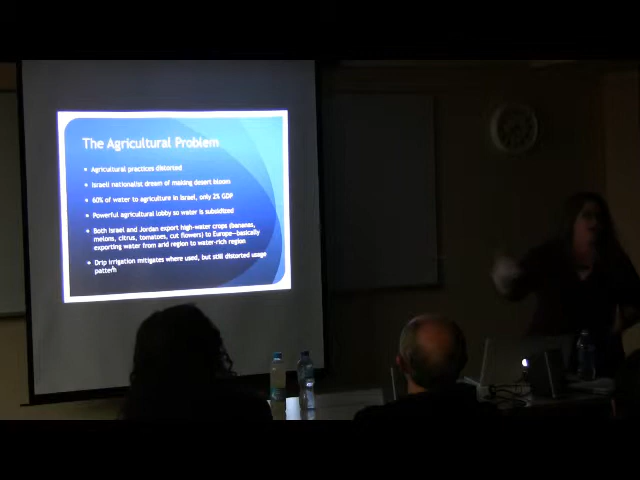 The Agricultural Problem
Agricultural practices distorted
Israeli nationalist dream of making desert bloom
60% of water to agriculture in Israel, only 2% GDP
Powerful agricultural lobby so water is subsidized
Both Israel and Jordan export high-water crops (bananas,
melons, citrus, tomatoes, cut flowers) to Europe—basically
exporting water from arid region to water-rich region
Drip irrigation mitigates where used, but still distorted usage
pattern